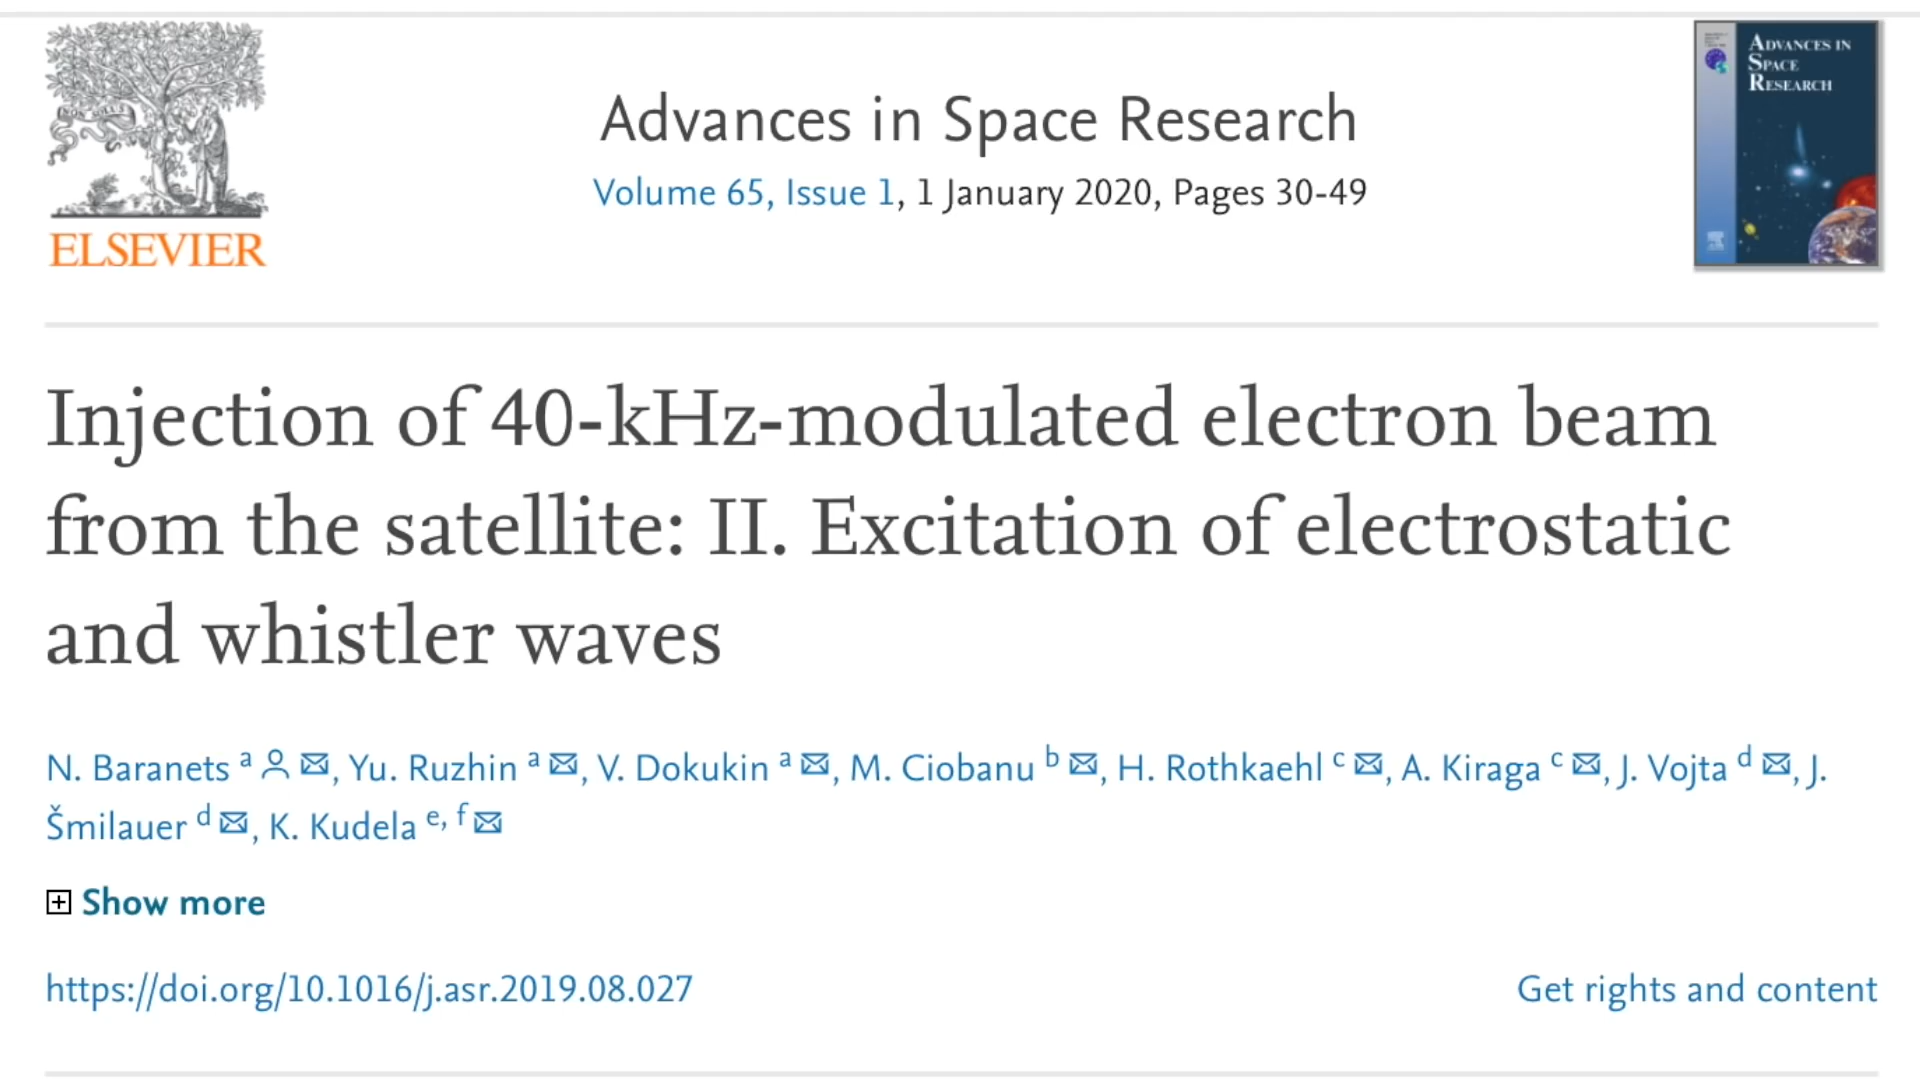 Advances in Space Research
Volume 65, Issue 1, 1 January 2020, Pages 30-49
ELSEVIER
ADVANCES IN
SPACE
RESEARCH
Injection of 40-kHz-modulated electron beam
from the satellite: II. Excitation of electrostatic
and whistler waves
N. Baranets a, Yu. Ruzhin a, V. Dokukin a, M. Ciobanu b, H. Rothkaehl c, A. Kiraga c, J. Vojta d, J.
Šmilauer d, K. Kudela e, f
Show more
https://doi.org/10.1016/j.asr.2019.08.027
Get rights and content